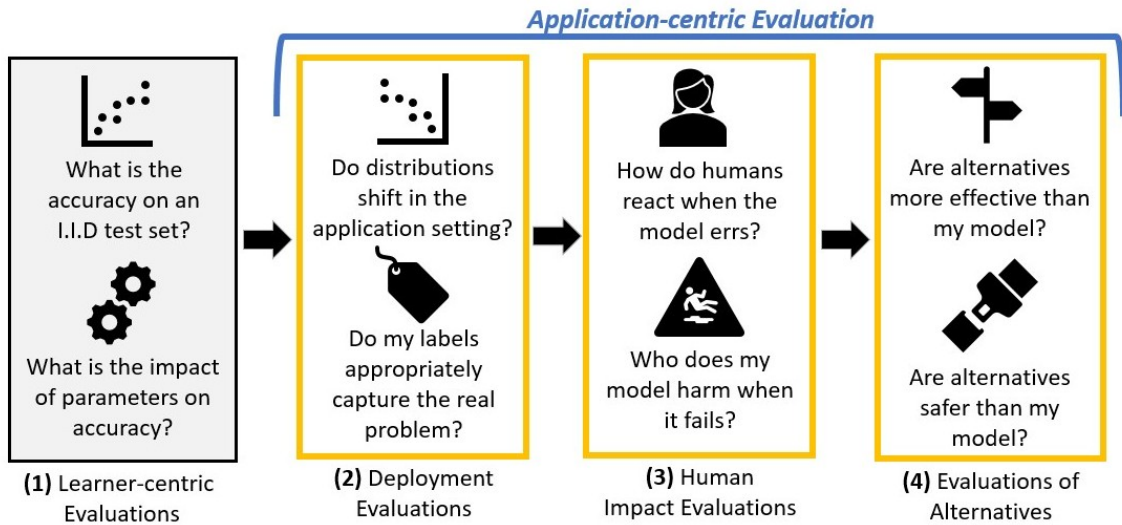 Application-centric Evaluation
What is the
accuracy on an
I.I.D test set?
What is the impact
of parameters on
accuracy?
(1) Learner-centric
Evaluations
Do distributions
shift in the
application setting?
Do my labels
appropriately
capture the real
problem?
(2) Deployment
Evaluations
How do humans
react when the
model errs?
Who does my
model harm when
it fails?
(3) Human
Impact Evaluations
Are alternatives
more effective than
my model?
Are alternatives
safer than my
model?
(4) Evaluations of
Alternatives